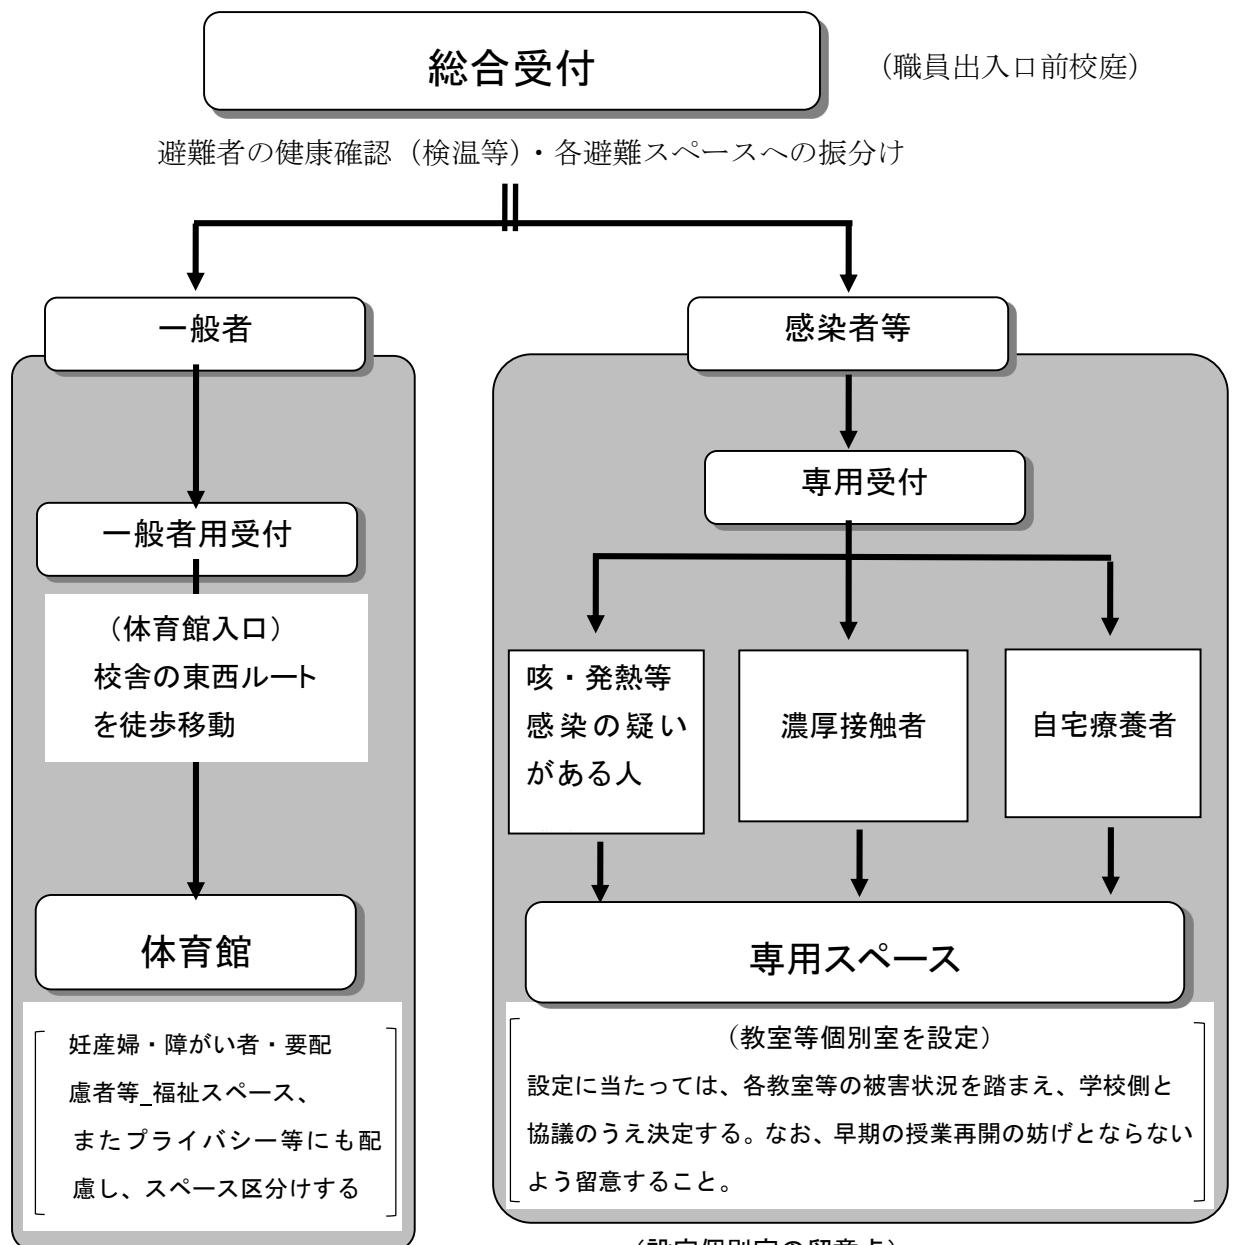 総合受付
（職員出入口前校庭）
避難者の健康確認（検温等）・各避難スペースへの振分け
一般者
一般者用受付
（体育館入口）
校舎の東西ルート
を徒歩移動
体育館
妊産婦・障がい者・要配
慮者等_福祉スペース、
またプライバシー等にも配
慮し、スペース区分けする
感染者等
専用受付
咳・発熱等
感染の疑い
がある人
濃厚接触者
自宅療養者
専用スペース
（教室等個別室を設定）
設定に当たっては、各教室等の被害状況を踏まえ、学校側と
協議のうえ決定する。なお、早期の授業再開の妨げとならない
よう留意すること。
（設定個別室の留意点）